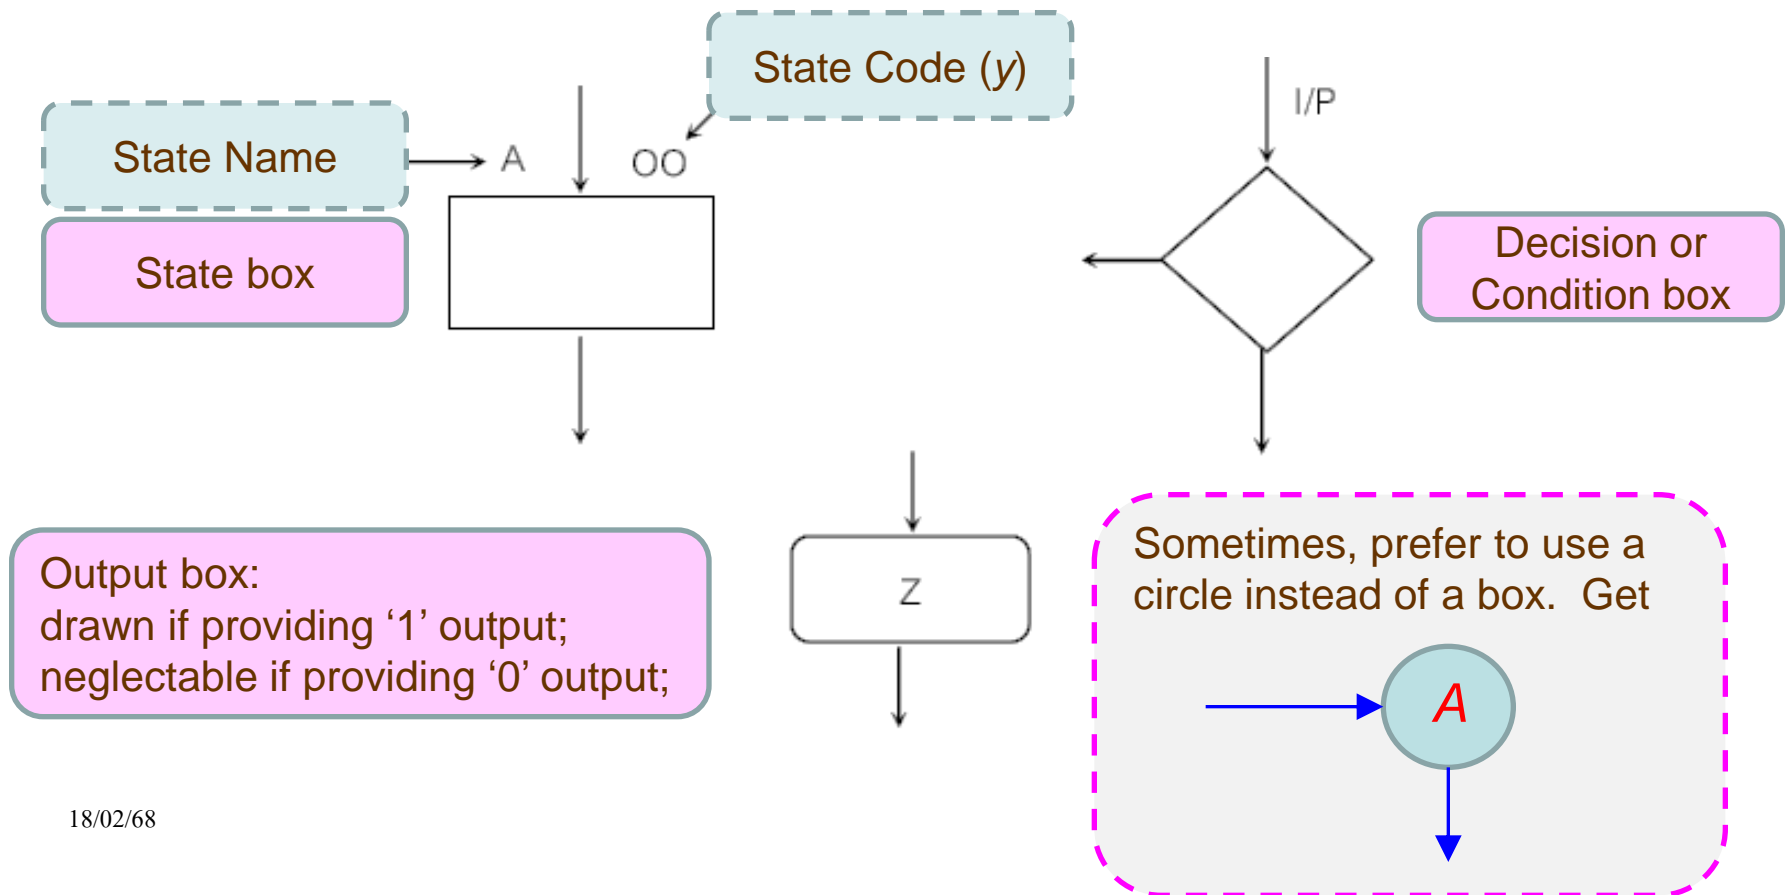 State Code (y)
State Name
A
OO
I/P
State box
Decision or
Condition box
Output box:
drawn if providing ‘1’ output;
neglectable if providing ‘0’ output;
Z
Sometimes, prefer to use a
circle instead of a box.  Get
A
18/02/68